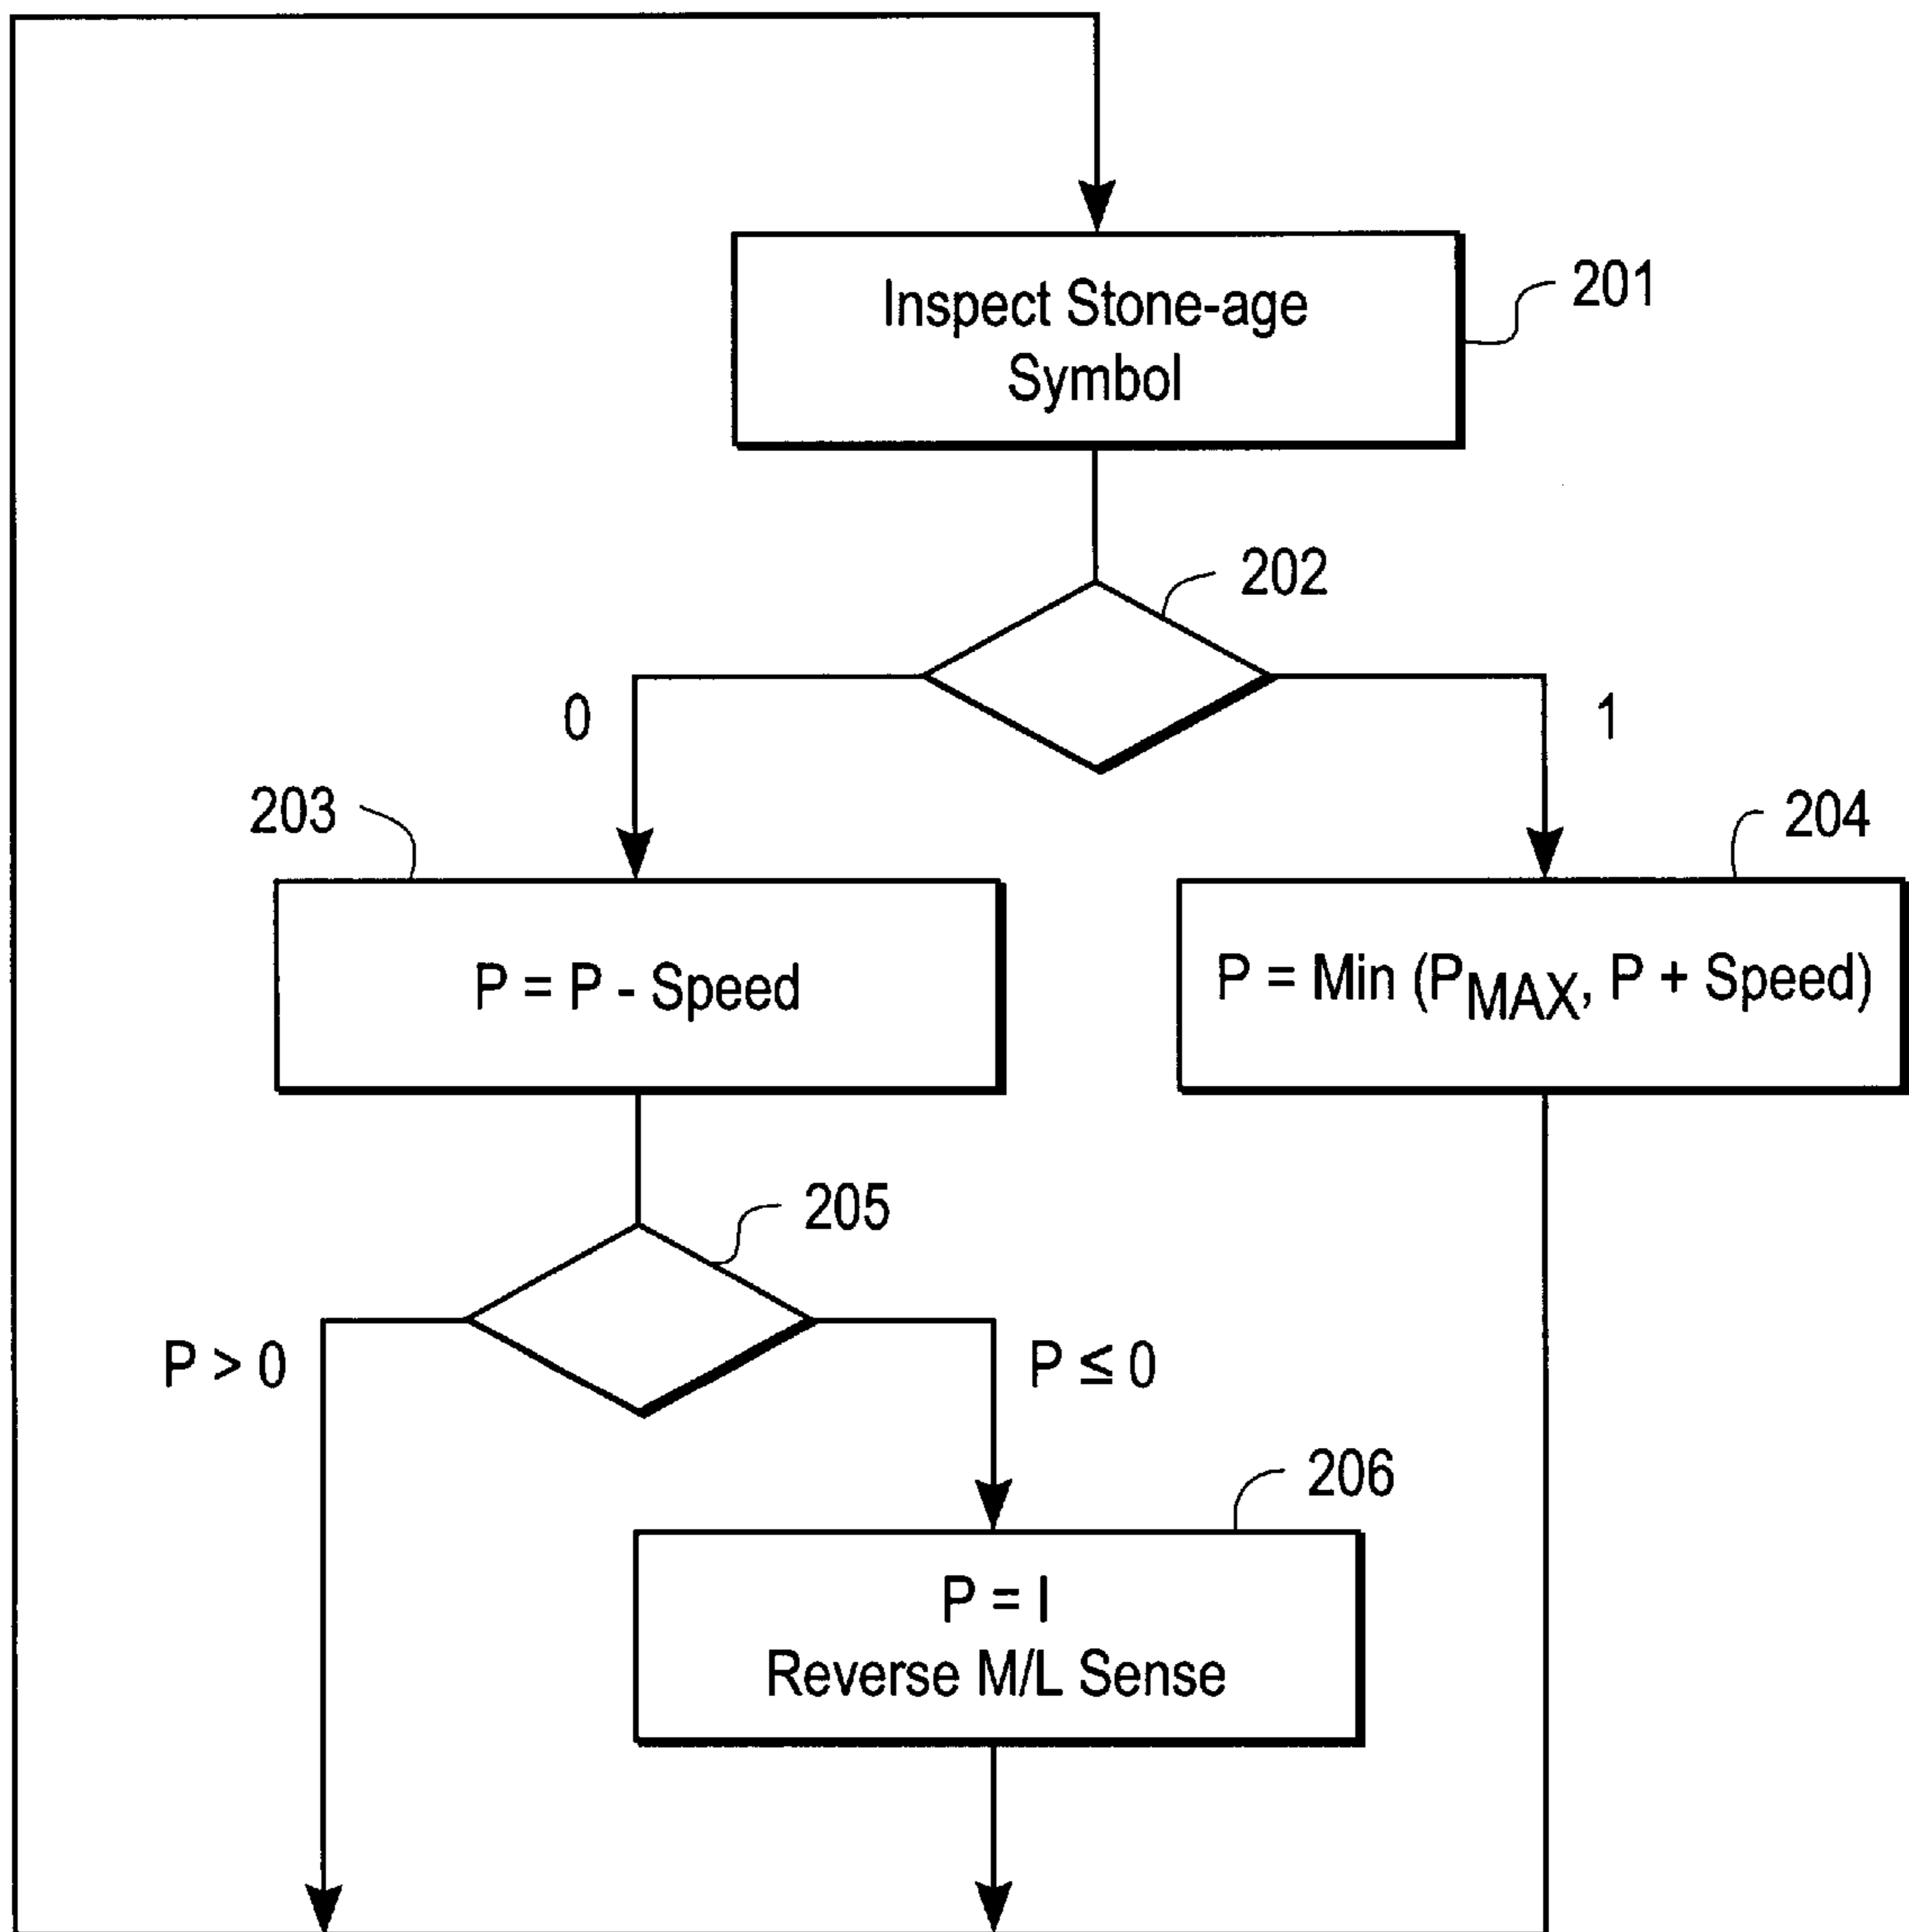 Inspect Stone-age
Symbol
201
202
0
1
203
204
P = P - Speed
P = Min (PMAX, P + Speed)
205
P > 0
P ≤ 0
206
P = I
Reverse M/L Sense